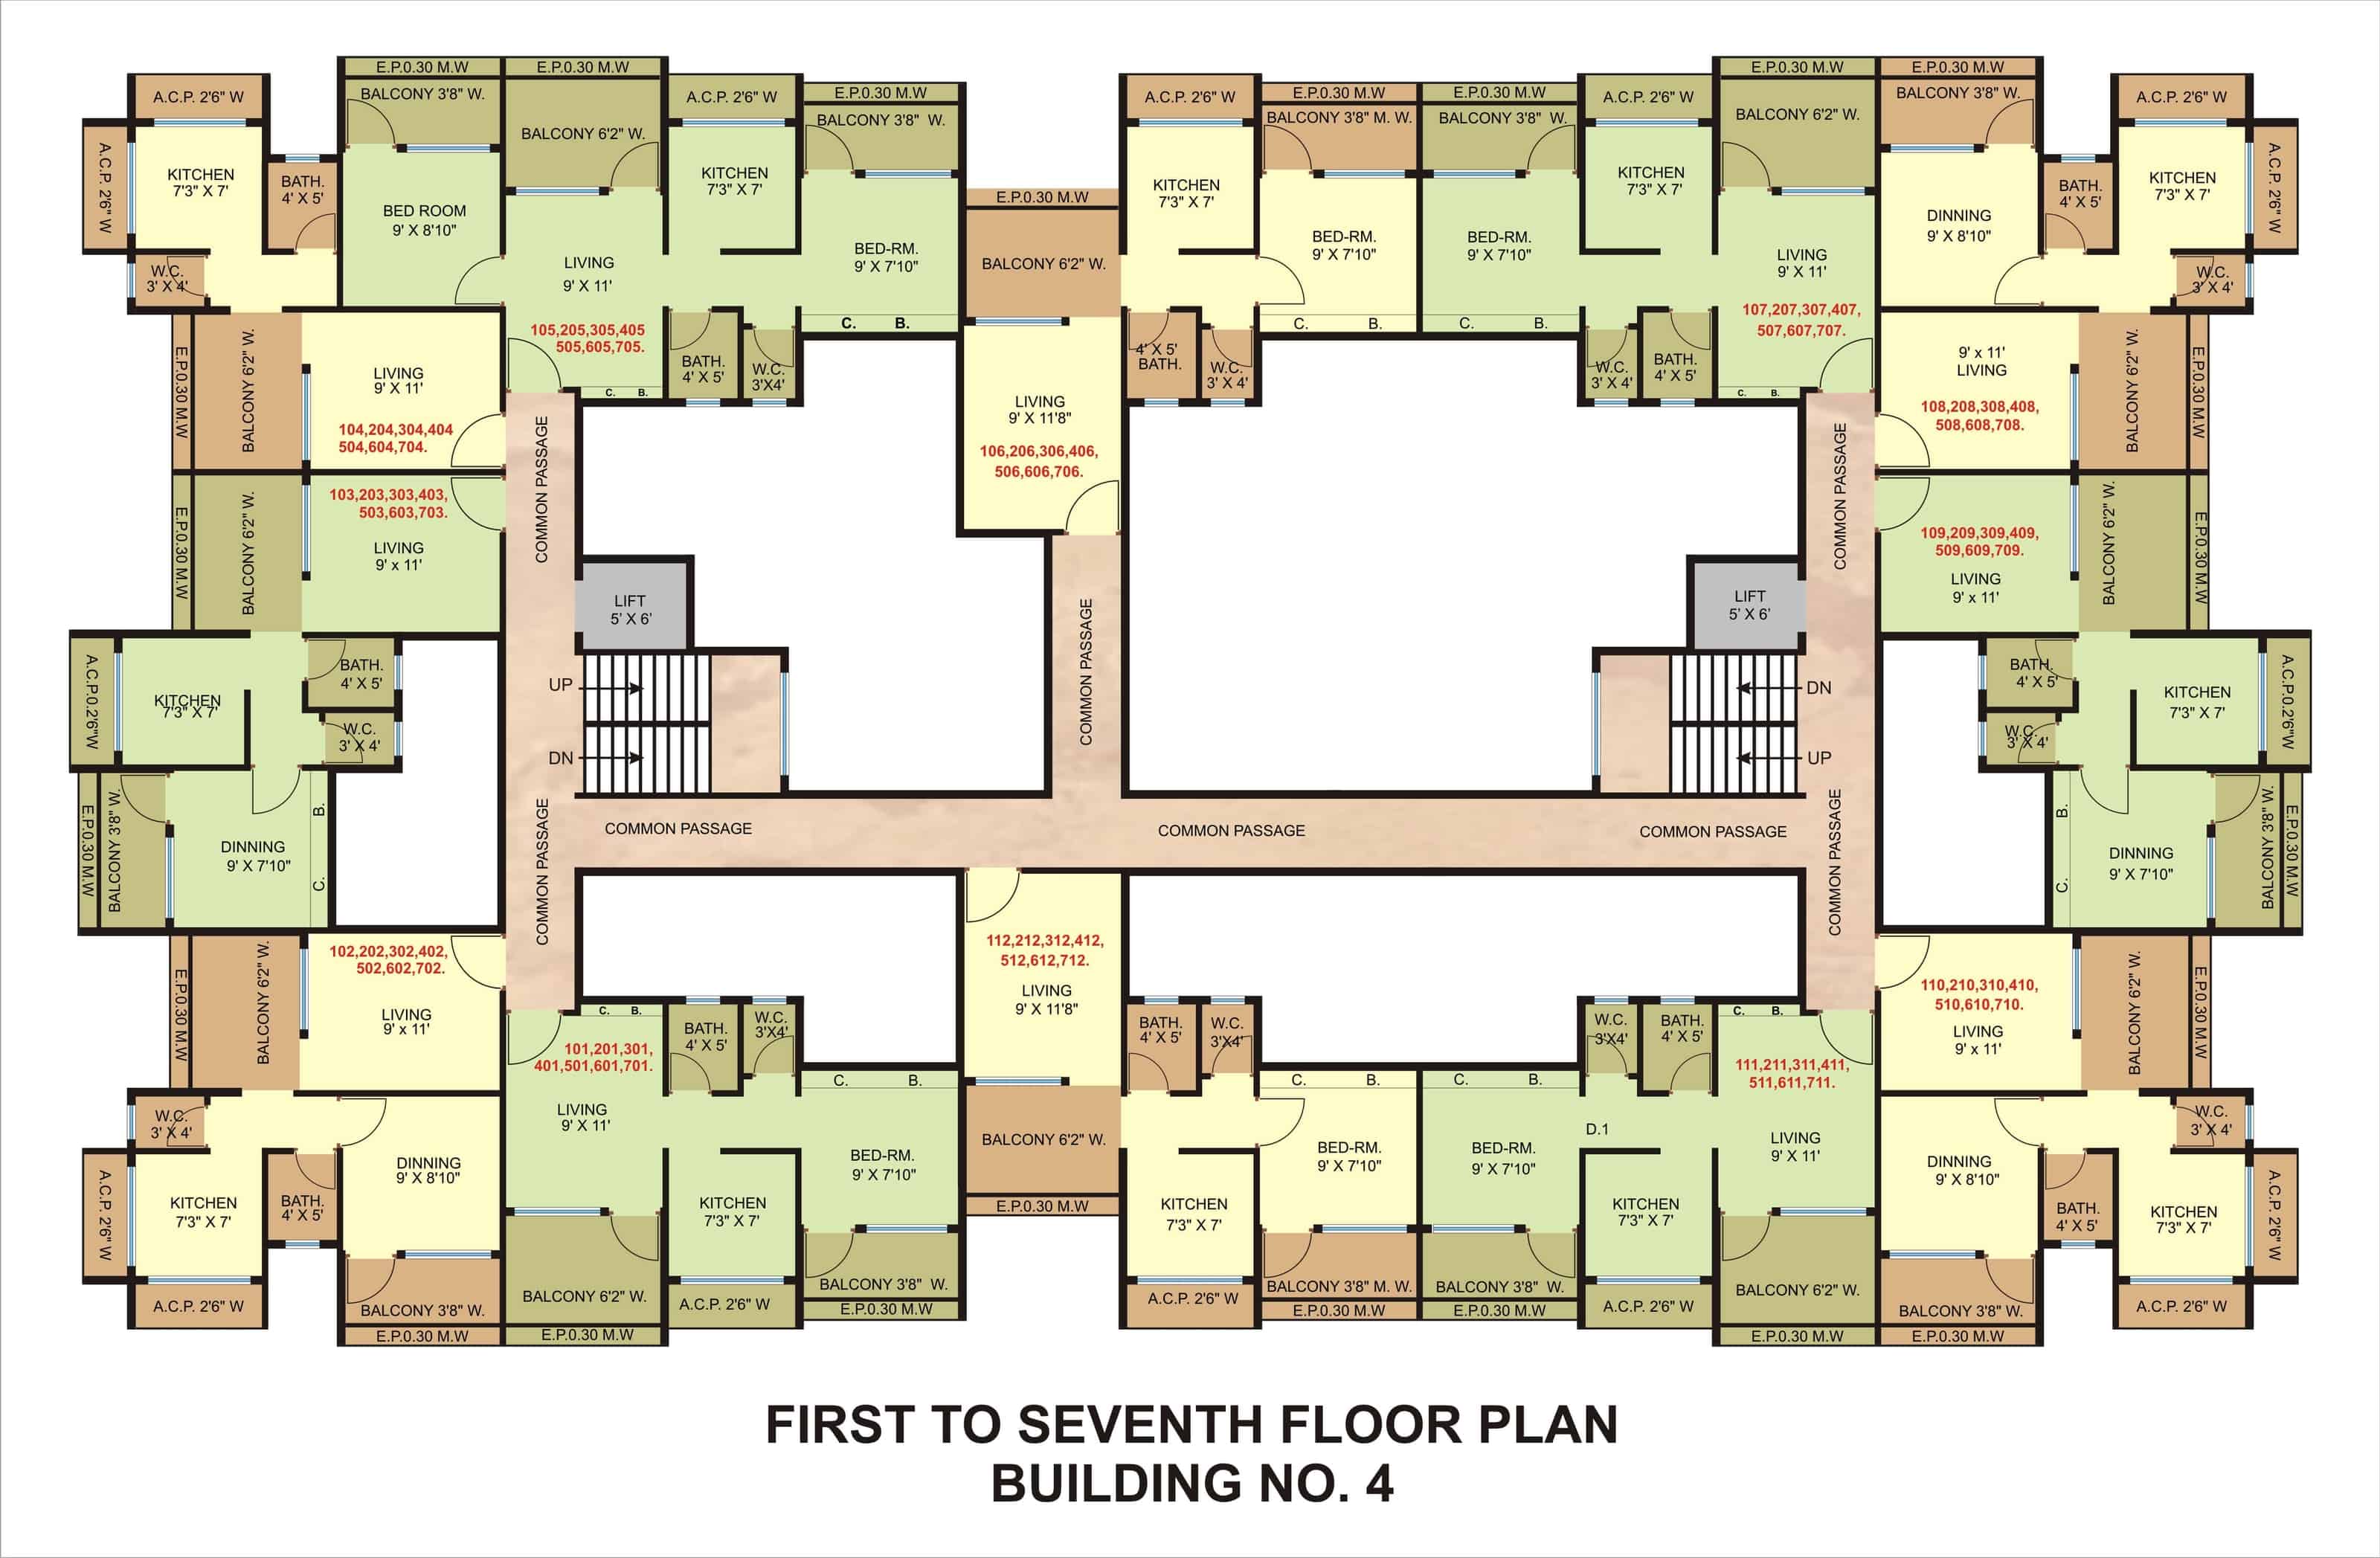 E.P.0.30 M.W
E.P.0.30 M.W
A.C.P. 2'6" W
BALCONY 3'8" W.
BALCONY 6'2" W.
A.C.P. 2'6" W
E.P.0.30 M.W
BALCONY 3'8" W.
A.C.P. 2'6" W
KITCHEN
7'3" X 7'
BATH.
4' X 5'
W.C.
3' X 4'
BED ROOM
9' X 8'10"
LIVING
9' X 11'
105,205,305,405
505,605,705.
C. B.
KITCHEN
7'3" X 7'
BED-RM.
9' X 7'10"
C. B.
BATH.
4' X 5'
W.C.
3'X4'
E.P.0.30 M.W
BALCONY 6'2" W.
LIVING
9' X 11'8"
106,206,306,406,
506,606,706.
A.C.P. 2'6" W
E.P.0.30 M.W
BALCONY 3'8" M. W.
KITCHEN
7'3" X 7'
BED-RM.
9' X 7'10"
C. B.
4' X 5'
BATH.
W.C.
3' X 4'
E.P.0.30 M.W
BALCONY 3'8" W.
A.C.P. 2'6" W
E.P.0.30 M.W
BALCONY 6'2" W.
BED-RM.
9' X 7'10"
C. B.
KITCHEN
7'3" X 7'
W.C.
3' X 4'
BATH.
4' X 5'
LIVING
9' X 11'
107,207,307,407,
507,607,707.
C. B.
E.P.0.30 M.W
BALCONY 3'8" W.
A.C.P. 2'6" W
A.C.P. 2'6" W
DINNING
9' X 8'10"
BATH.
4' X 5'
KITCHEN
7'3" X 7'
W.C.
3' X 4'
E.P.0.30 M.W
BALCONY 6'2" W.
LIVING
9' X 11'
104,204,304,404
504,604,704.
COMMON PASSAGE
E.P.0.30 M.W
BALCONY 6'2" W.
103,203,303,403,
503,603,703.
LIVING
9' x 11'
COMMON PASSAGE
9' x 11'
LIVING
108,208,308,408,
508,608,708.
BALCONY 6'2" W.
E.P.0.30 M.W
109,209,309,409,
509,609,709.
LIVING
9' x 11'
BALCONY 6'2" W.
E.P.0.30 M.W
LIFT
5' X 6'
UP
DN
COMMON PASSAGE
LIFT
5' X 6'
DN
UP
A.C.P.0.2'6"W
KITCHEN
7'3" X 7'
BATH.
4' X 5'
W.C.
3' X 4'
E.P.0.30 M.W
BALCONY 3'8" W.
DINNING
9' X 7'10"
B.
C.
COMMON PASSAGE
COMMON PASSAGE
COMMON PASSAGE
COMMON PASSAGE
COMMON PASSAGE
BATH.
4' X 5'
W.C.
3' X 4'
KITCHEN
7'3" X 7'
A.C.P.0.2'6"W
B.
C.
DINNING
9' X 7'10"
BALCONY 3'8" W.
E.P.0.30 M.W
E.P.0.30 M.W
BALCONY 6'2" W.
102,202,302,402,
502,602,702.
LIVING
9' x 11'
112,212,312,412,
512,612,712.
LIVING
9' X 11'8"
BALCONY 6'2" W.
E.P.0.30 M.W
110,210,310,410,
510,610,710.
LIVING
9' x 11'
BALCONY 6'2" W.
E.P.0.30 M.W
W.C.
3' X 4'
A.C.P. 2'6" W
KITCHEN
7'3" X 7'
BATH.
4' X 5'
DINNING
9' X 8'10"
A.C.P. 2'6" W
BALCONY 3'8" W.
E.P.0.30 M.W
C. B.
101,201,301,
401,501,601,701.
LIVING
9' X 11'
BALCONY 6'2" W.
E.P.0.30 M.W
BATH.
4' X 5'
W.C.
3'X4'
KITCHEN
7'3" X 7'
A.C.P. 2'6" W
C. B.
BED-RM.
9' X 7'10"
BALCONY 3'8" W.
E.P.0.30 M.W
BATH.
4' X 5'
W.C.
3'X4'
KITCHEN
7'3" X 7'
A.C.P. 2'6" W
C. B.
BED-RM.
9' X 7'10"
BALCONY 3'8" M. W.
E.P.0.30 M.W
C. B.
BED-RM.
9' X 7'10"
BALCONY 3'8" W.
E.P.0.30 M.W
W.C.
3'X4'
BATH.
4' X 5'
D.1
KITCHEN
7'3" X 7'
A.C.P. 2'6" W
C. B.
111,211,311,411,
511,611,711.
LIVING
9' X 11'
BALCONY 6'2" W.
E.P.0.30 M.W
DINNING
9' X 8'10"
BALCONY 3'8" W.
E.P.0.30 M.W
W.C.
3' X 4'
BATH.
4' X 5'
KITCHEN
7'3" X 7'
A.C.P. 2'6" W
A.C.P. 2'6" W
FIRST TO SEVENTH FLOOR PLAN
BUILDING NO. 4